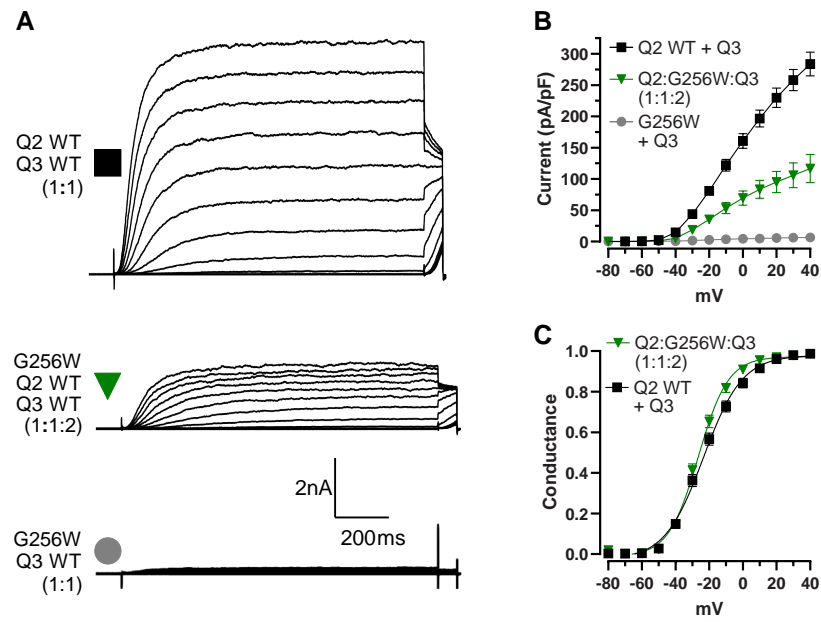 A
Q2 WT
Q3 WT
(1:1)
G256W
Q2 WT
Q3 WT
(1:1:2)
2nA
200ms
G256W
Q3 WT
(1:1)
B
Q2 WT + Q3
Q2:G256W:Q3
(1:1:2)
G256W
+ Q3
Current (pA/pF)
300
250
200
150
100
50
0
-80 -60 -40 -20 0 20 40
mV
C
Q2:G256W:Q3
(1:1:2)
Q2 WT
+ Q3
Conductance
1.0
0.8
0.6
0.4
0.2
0.0
-80 -60 -40 -20 0 20 40
mV